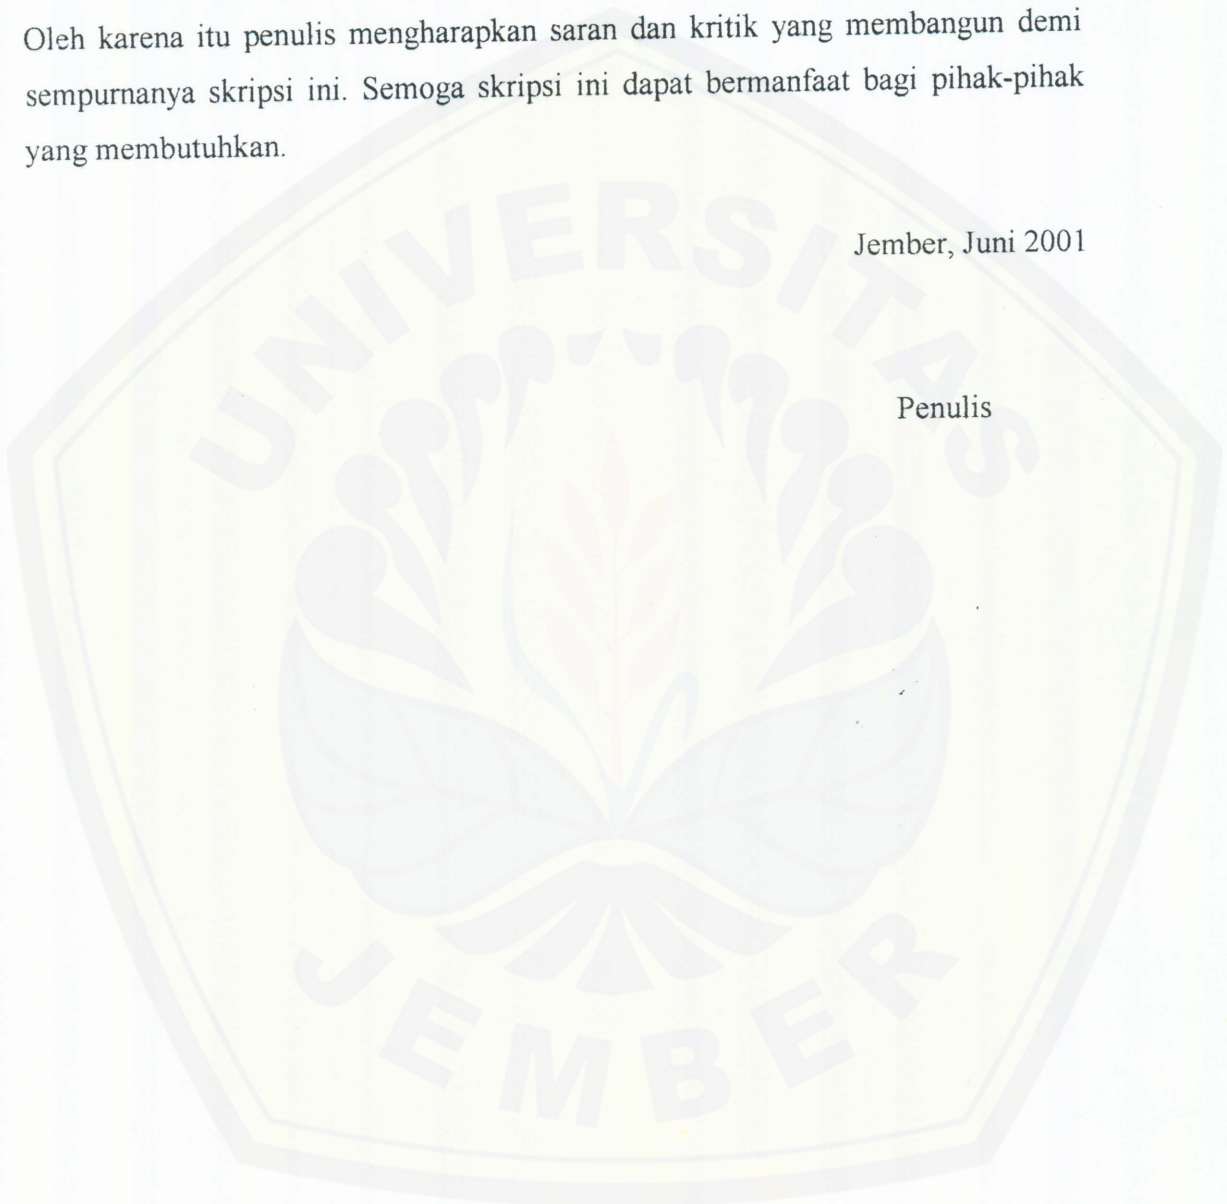 Oleh karena itu penulis mengharapkan saran dan kritik yang membangun demi
sempurnanya skripsi ini. Semoga skripsi ini dapat bermanfaat bagi pihak-pihak
yang membutuhkan.
Jember, Juni 2001
Penulis
UNIVERSITAS
JEMBER